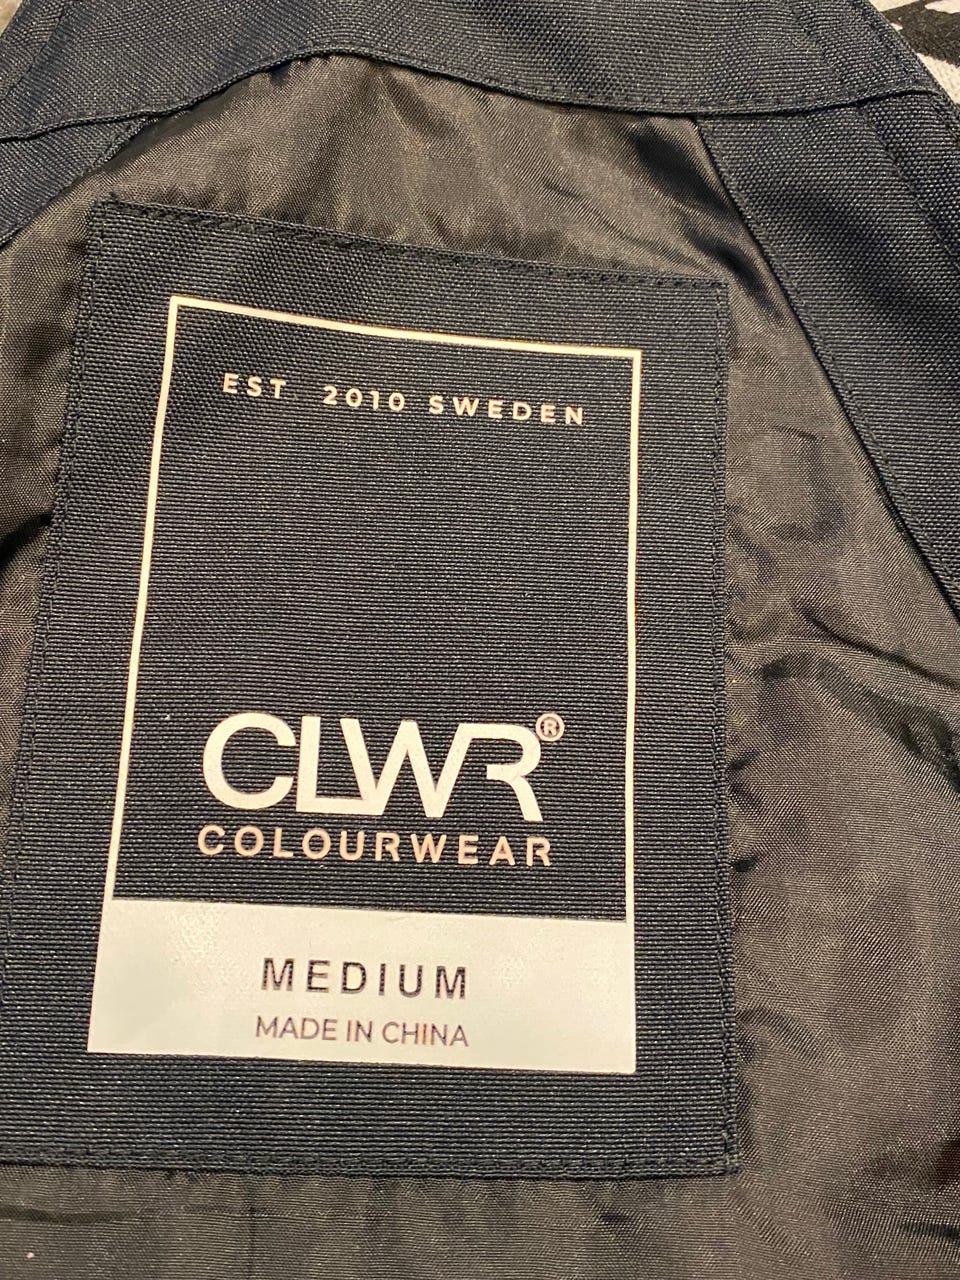 EST 2010 SWEDEN
CLWR®
COLOURWEAR
MEDIUM
MADE IN CHINA